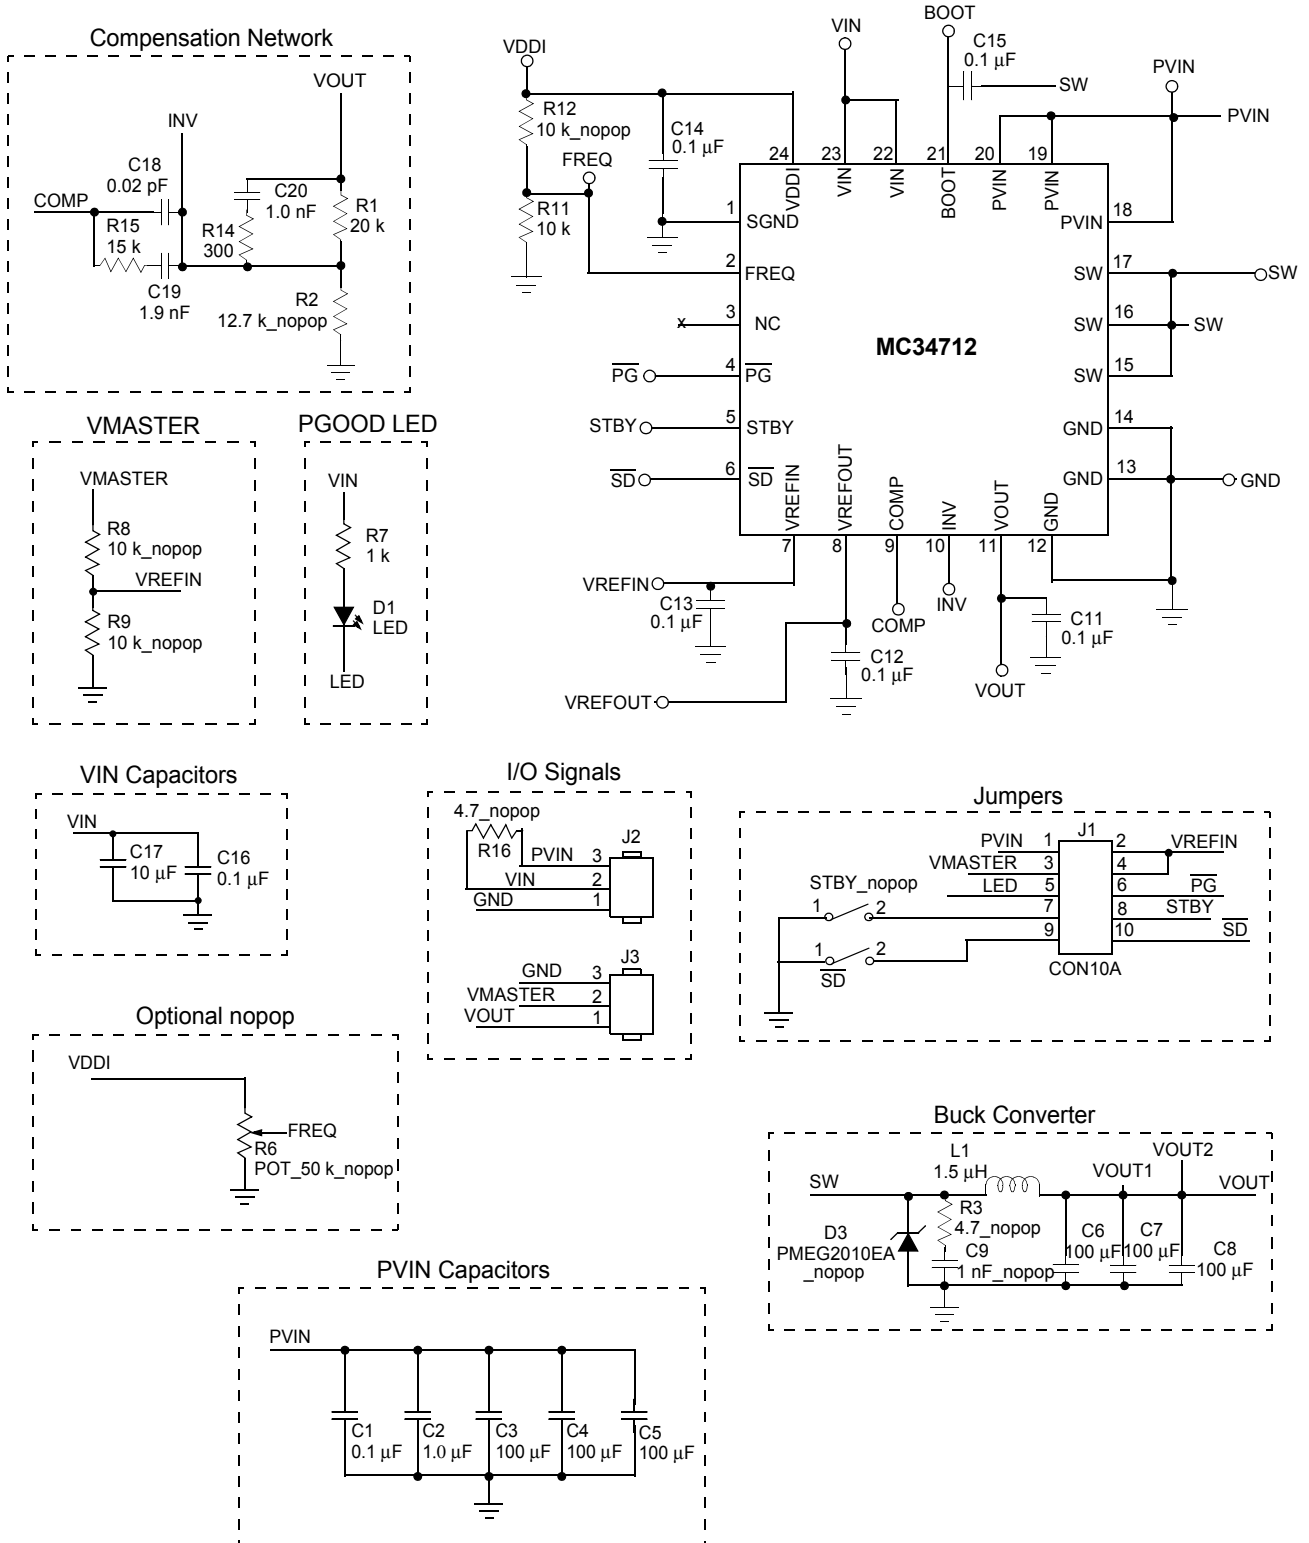 Compensation Network
VOUT
INV
C18
0.02 pF
COMP
R15
15 k
C19
1.9 nF
C20
1.0 nF
R14
300
R1
20 k
R2
12.7 k_nopop
VMASTER
VMASTER
R8
10 k_nopop
VREFIN
R9
10 k_nopop
PGOOD LED
VIN
R7
1 k
D1
LED
LED
VDDI
R12
10 k_nopop
FREQ
R11
10 k
C14
0.1 µF
VIN
BOOT
C15
0.1 µF
SW
PVIN
PVIN
24 23 22 21 20 19
VDDI VIN VIN BOOT PVIN PVIN
1 SGND
2 FREQ
3 NC
x
PG 4 PG
STBY 5 STBY
SD 6 SD
MC34712
PVIN 18
SW 17 SW
SW 16 SW
SW 15
GND 14
GND 13 GND
VREFIN VREFOUT COMP INV VOUT GND
7 8 9 10 11 12
VREFIN
C13
0.1 µF
COMP
INV
C11
0.1 µF
C12
0.1 µF
VOUT
VREFOUT
VIN Capacitors
VIN
C17
10 µF
C16
0.1 µF
I/O Signals
4.7_nopop
R16
J2
PVIN 3
VIN 2
GND 1
J3
GND 3
VMASTER 2
VOUT 1
Jumpers
J1
PVIN 1 2 VREFIN
VMASTER 3 4
LED 5 6 PG
STBY_nopop
1 2 7 8 STBY
9 10 SD
1 2
SD
CON10A
Optional nopop
VDDI
FREQ
R6
POT_50 k_nopop
Buck Converter
L1
1.5 µH
SW
VOUT1
VOUT2
VOUT
R3
4.7_nopop
D3
PMEG2010EA
_nopop
C9
1 nF_nopop
C6
100 µF
C7
100 µF
C8
100 µF
PVIN Capacitors
PVIN
C1
0.1 µF
C2
1.0 µF
C3
100 µF
C4
100 µF
C5
100 µF